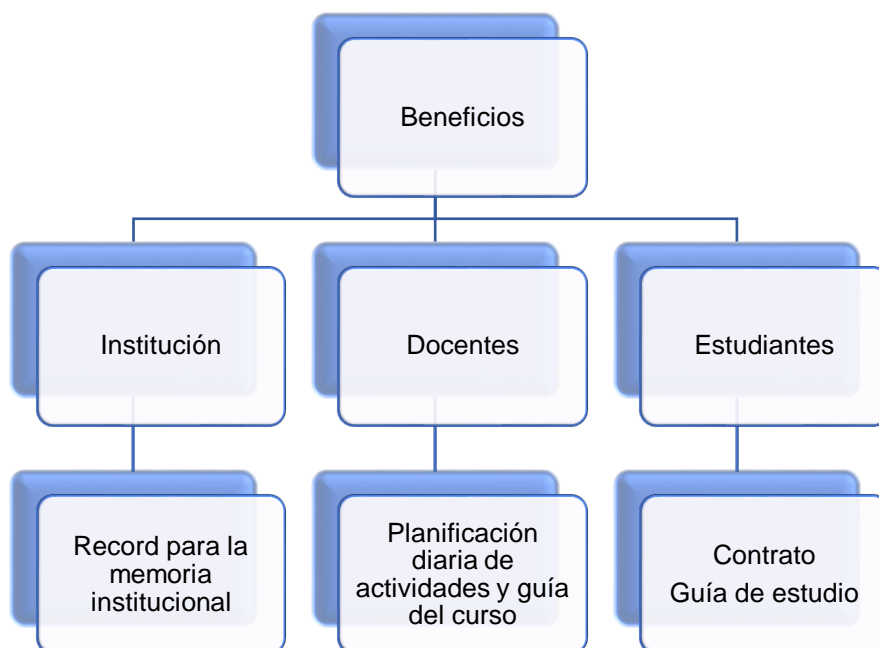 Beneficios
Institución
Docentes
Estudiantes
Record para la
memoria
institucional
Planificación
diaria de
actividades y guía
del curso
Contrato
Guía de estudio